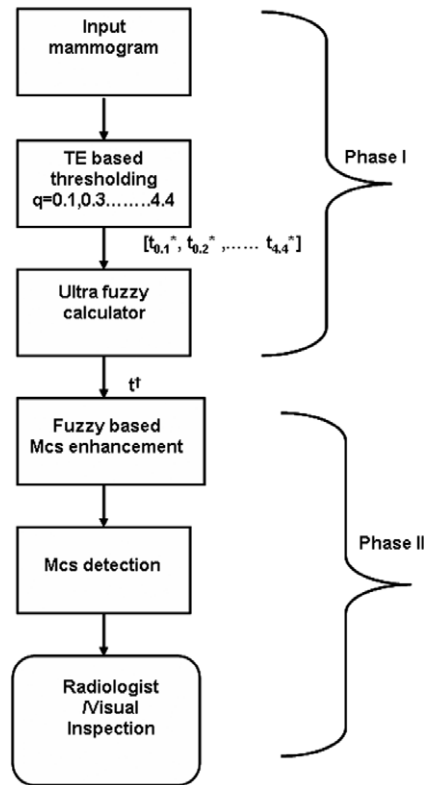 Input
mammogram
TE based
thresholding
q=0.1,0.3........4.4
Phase I
[t0.1*, t0.2* ,...... t4.4*]
Ultra fuzzy
calculator
t†
Fuzzy based
Mcs enhancement
Phase II
Mcs detection
Radiologist
/Visual
Inspection